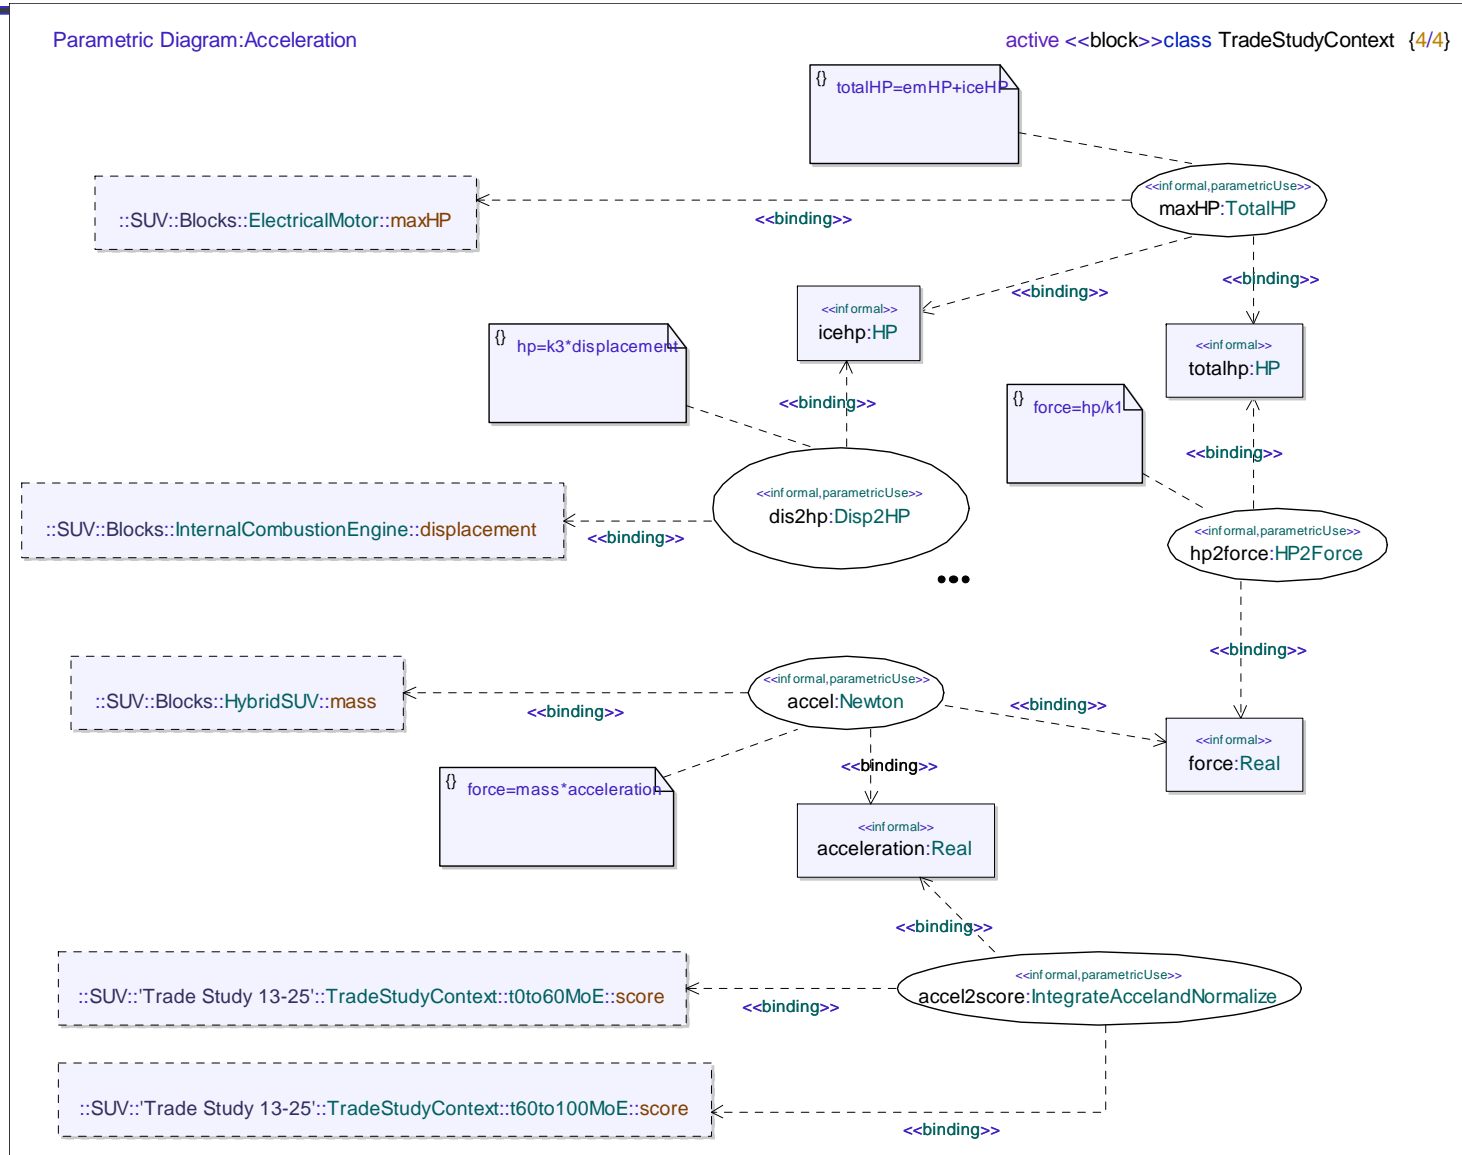 Parametric Diagram:Acceleration
active <<block>>class TradeStudyContext {4/4}
{} totalHP=emHP+iceHP
<<informal,parametricUse>>
maxHP:TotalHP
::SUV::Blocks::ElectricalMotor::maxHP
<<binding>>
<<binding>>
<<binding>>
<<informal>>
icehp:HP
{} hp=k3*displacement
<<informal>>
totalhp:HP
<<binding>>
{} force=hp/k1
<<binding>>
<<informal,parametricUse>>
dis2hp:Disp2HP
::SUV::Blocks::InternalCombustionEngine::displacement
<<binding>>
<<informal,parametricUse>>
hp2force:HP2Force
•••
<<binding>>
<<informal,parametricUse>>
accel:Newton
::SUV::Blocks::HybridSUV::mass
<<binding>>
<<binding>>
<<informal>>
force:Real
<<binding>>
{} force=mass*acceleration
<<informal>>
acceleration:Real
<<binding>>
<<informal,parametricUse>>
accel2score:IntegrateAccelandNormalize
::SUV::'Trade Study 13-25'::TradeStudyContext::t0to60MoE::score
<<binding>>
::SUV::'Trade Study 13-25'::TradeStudyContext::t60to100MoE::score
<<binding>>